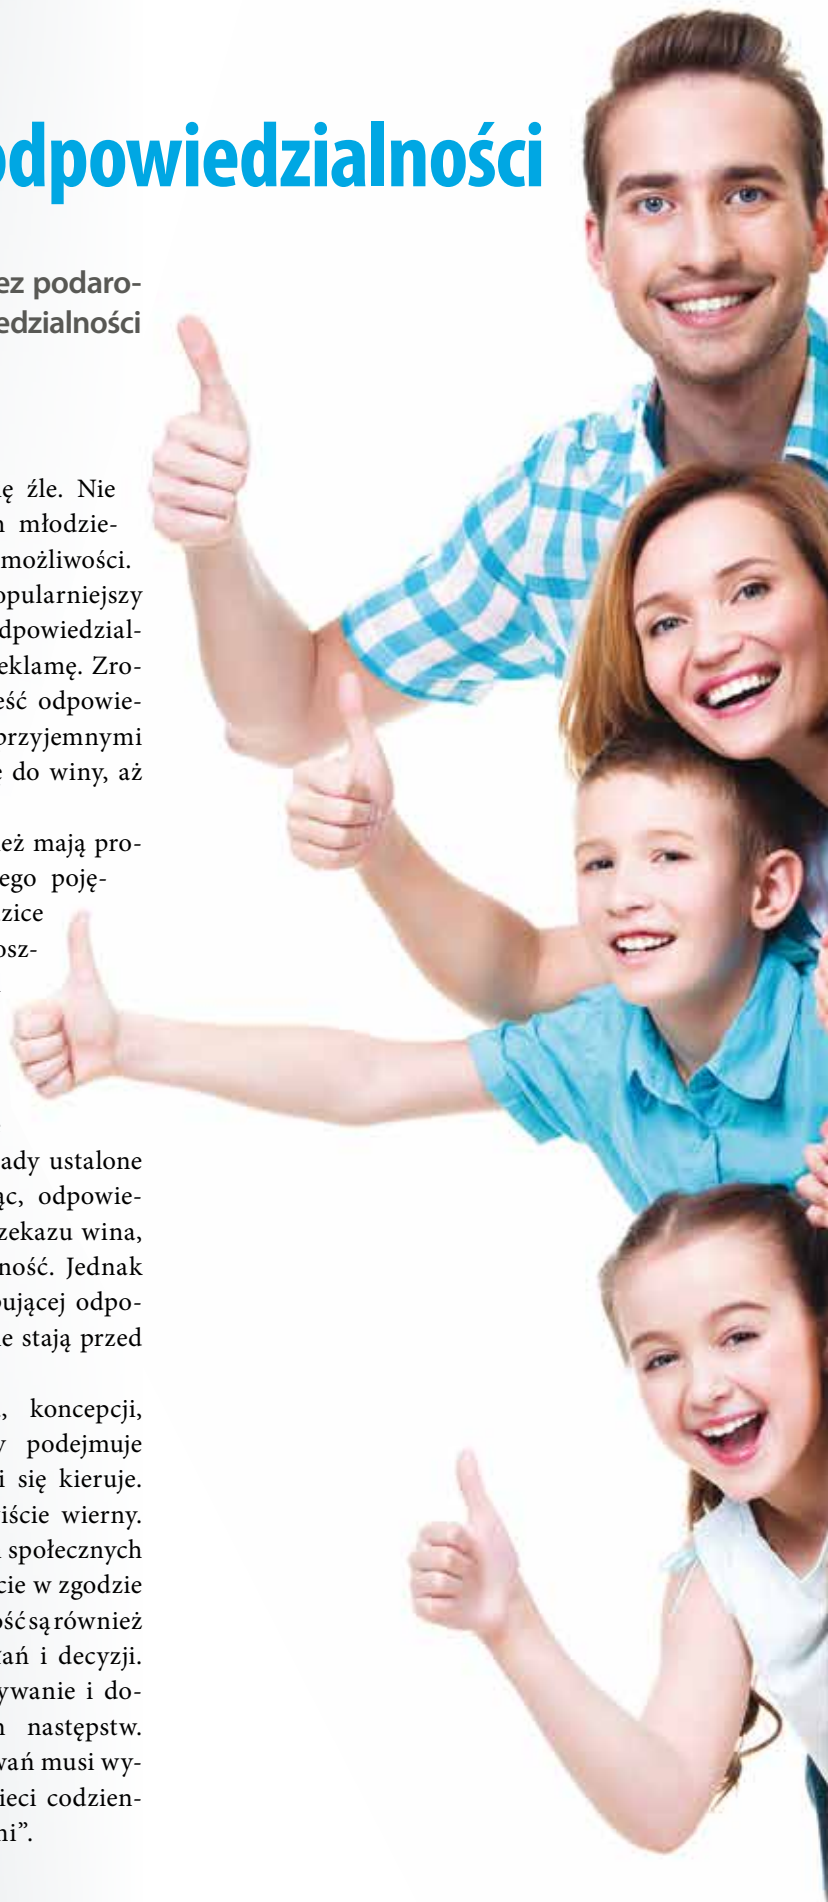 odpowiedzialności
ez podaro-
edzialności
ę źle. Nie
młodzie-
możliwości.
opularniejszy
dpowiedzial-
eklamę. Zro-
eść odpowie-
przyjemnymi
do winy, aż
eż mają pro-
ego poję-
zice
osz-
ady ustalone
ąc, odpowie-
zekazu wina,
ność. Jednak
pującej odpo-
e stają przed
, koncepcji,
podejmuje
i się kieruje.
iście wierny.
społecznych
cie w zgodzie
ość są również
ań i decyzji.
ywanie i do-
następstw.
wań musi wy-
ieci codzien-
ni”.